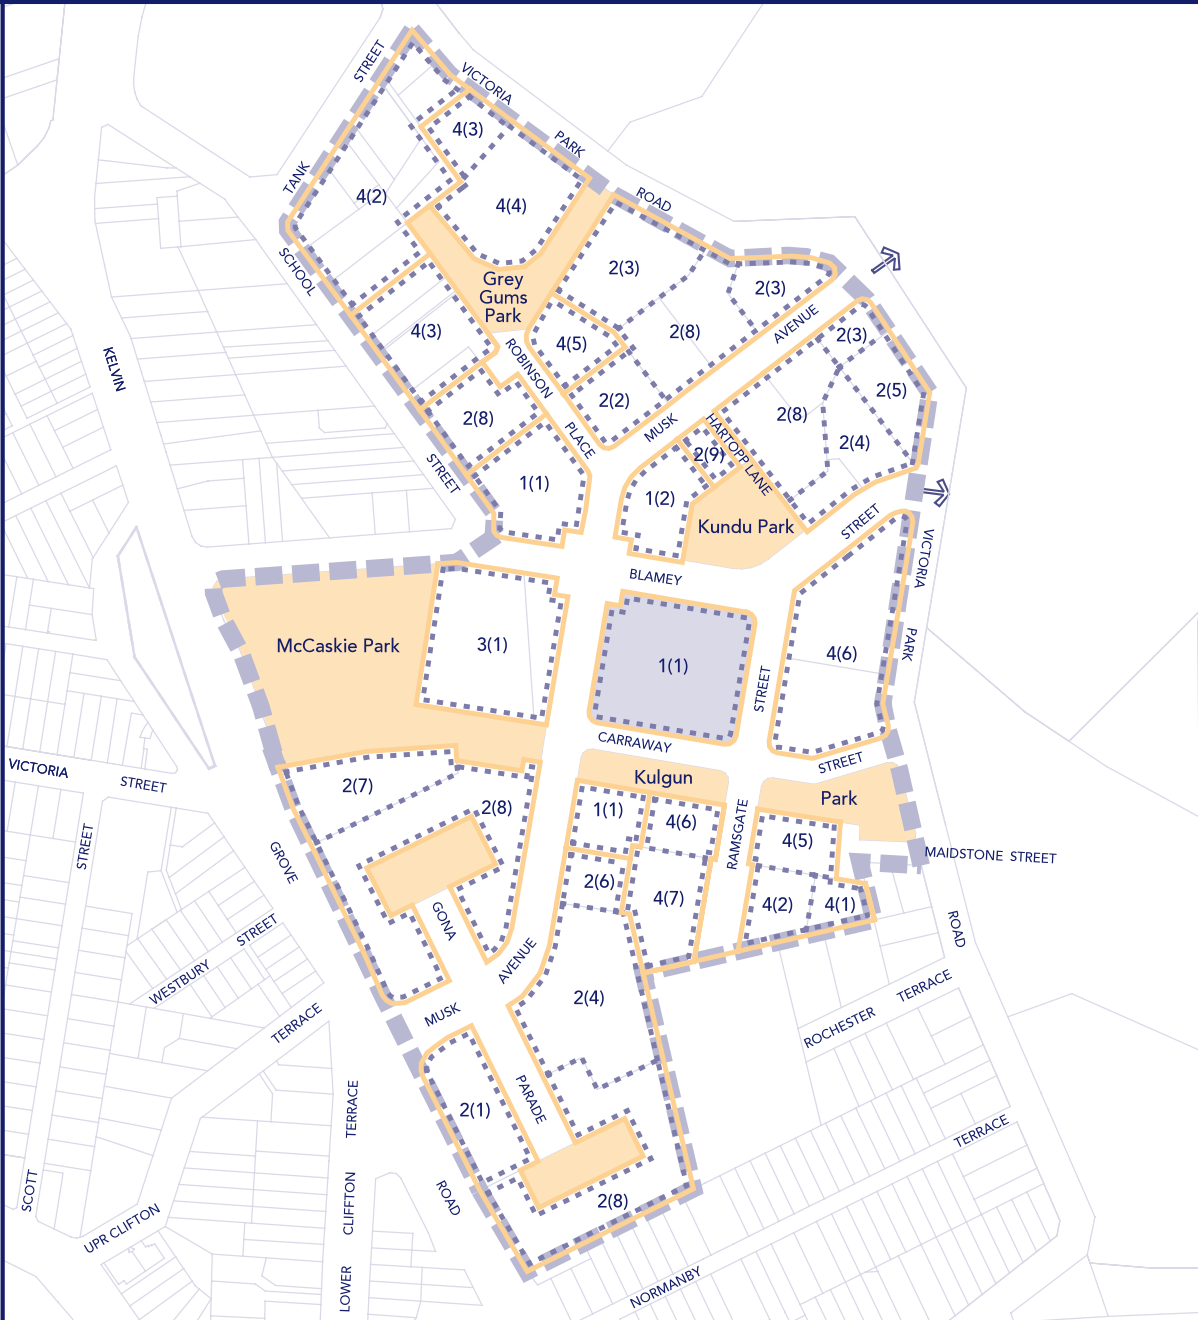 STREET
VICTORIA
PARK
ROAD
TANK
4(3)
4(2)
4(4)
SCHOOL
Grey
Gums
Park
2(3)
2(3)
2(8)
AVENUE
2(3)
4(3)
4(5)
ROBINSON
KELVIN
2(5)
2(2)
2(8)
2(8)
MUSK
HARTOPP LANE
PLACE
2(4)
2(9)
STREET
1(1)
1(2)
Kundu Park
STREET
VICTORIA
BLAMEY
PARK
McCaskie Park
3(1)
1(1)
4(6)
STREET
CARRAWAY
STREET
VICTORIA
STREET
2(7)
2(8)
Kulgun
Park
1(1)
4(6)
RAMSGATE
4(5)
STREET
GROVE
MAIDSTONE STREET
2(6)
4(7)
4(2)
4(1)
GONA
ROAD
STREET
AVENUE
WESTBURY
2(4)
TERRACE
MUSK
TERRACE
ROCHESTER
PARADE
2(1)
TERRACE
TERRACE
CLIFFTON
LOWER
ROAD
2(8)
SCOTT
UPR CLIFTON
NORMANBY